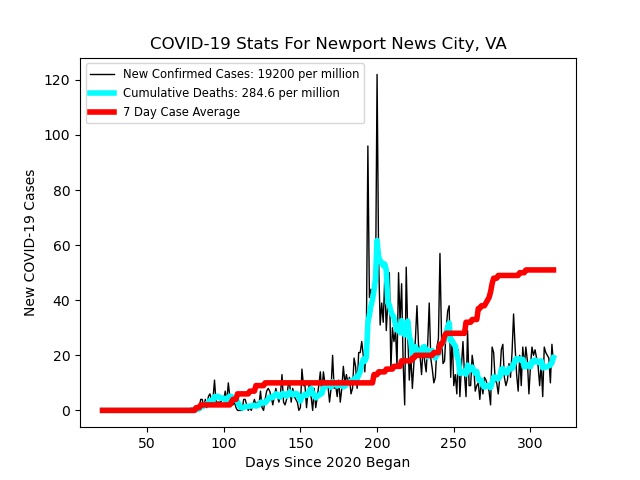 COVID-19 Stats For Newport News City, VA
New Confirmed Cases: 19200 per million
Cumulative Deaths: 284.6 per million
7 Day Case Average
New COVID-19 Cases
120
100
80
60
40
20
0
50 100 150 200 250 300
Days Since 2020 Began